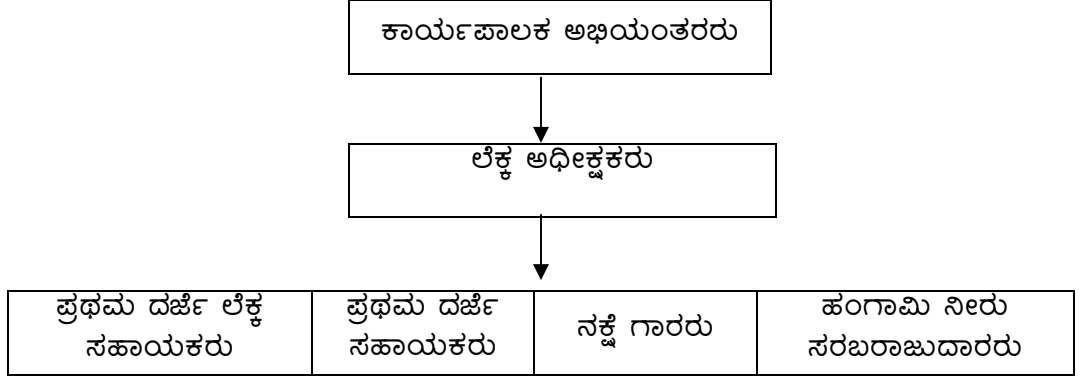 ಕಾರ್ಯಪಾಲಕ ಅಭಿಯಂತರರು
ಲೆಕ್ಕ ಅಧೀಕ್ಷಕರು
ಪ್ರಥಮ ದರ್ಜೆ ಲೆಕ್ಕ
ಸಹಾಯಕರು
ಪ್ರಥಮ ದರ್ಜೆ
ಸಹಾಯಕರು
ನಕ್ಷೆ ಗಾರರು
ಹಂಗಾಮಿ ನೀರು
ಸರಬರಾಜುದಾರರು